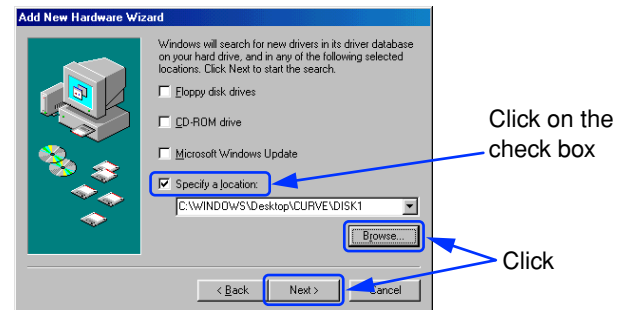 Add New Hardware Wizard
Windows will search for new drivers in its driver database
on your hard drive, and in any of the following selected
locations. Click Next to start the search.
Floppy disk drives
CD-ROM drive
Microsoft Windows Update
Specify a location:
C:\WINDOWS\Desktop\CURVE\DISK1
Browse...
< Back Next > Cancel
Click on the
check box
Click